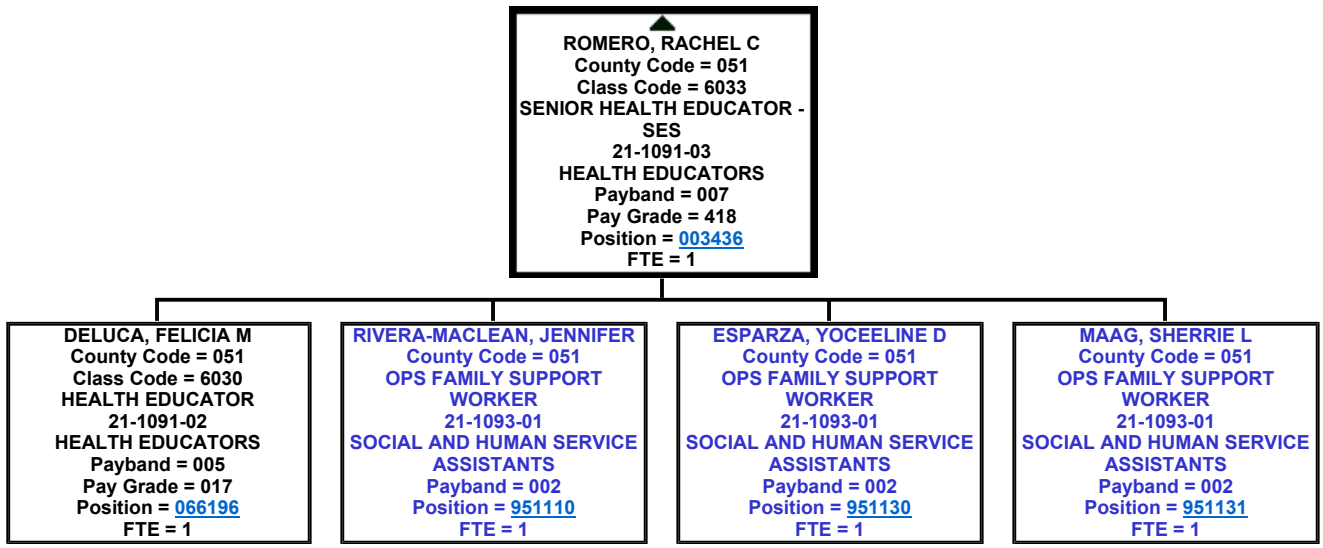 ROMERO, RACHEL C
County Code = 051
Class Code = 6033
SENIOR HEALTH EDUCATOR -
SES
21-1091-03
HEALTH EDUCATORS
Payband = 007
Pay Grade = 418
Position = 003436
FTE = 1
DELUCA, FELICIA M
County Code = 051
Class Code = 6030
HEALTH EDUCATOR
21-1091-02
HEALTH EDUCATORS
Payband = 005
Pay Grade = 017
Position = 066196
FTE = 1
RIVERA-MACLEAN, JENNIFER
County Code = 051
OPS FAMILY SUPPORT
WORKER
21-1093-01
SOCIAL AND HUMAN SERVICE
ASSISTANTS
Payband = 002
Position = 951110
FTE = 1
ESPARZA, YOCEELINE D
County Code = 051
OPS FAMILY SUPPORT
WORKER
21-1093-01
SOCIAL AND HUMAN SERVICE
ASSISTANTS
Payband = 002
Position = 951130
FTE = 1
MAAG, SHERRIE L
County Code = 051
OPS FAMILY SUPPORT
WORKER
21-1093-01
SOCIAL AND HUMAN SERVICE
ASSISTANTS
Payband = 002
Position = 951131
FTE = 1